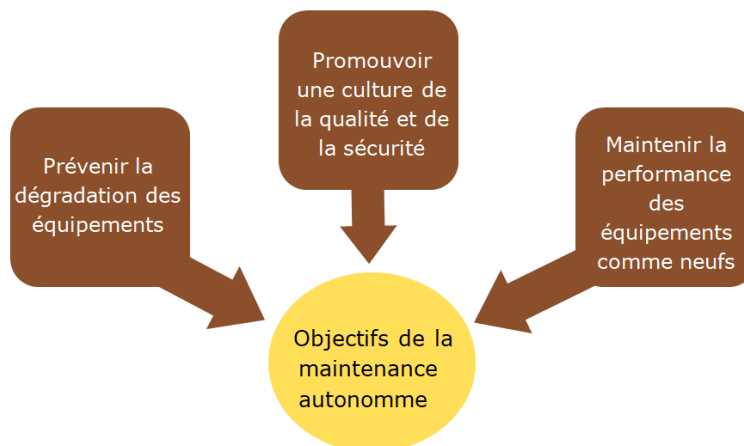 Prévenir la
dégradation des
équipements
Promouvoir
une culture de
la qualité et de
la sécurité
Maintenir la
performance
des
équipements
comme neufs
Objectifs de la
maintenance
autonomme